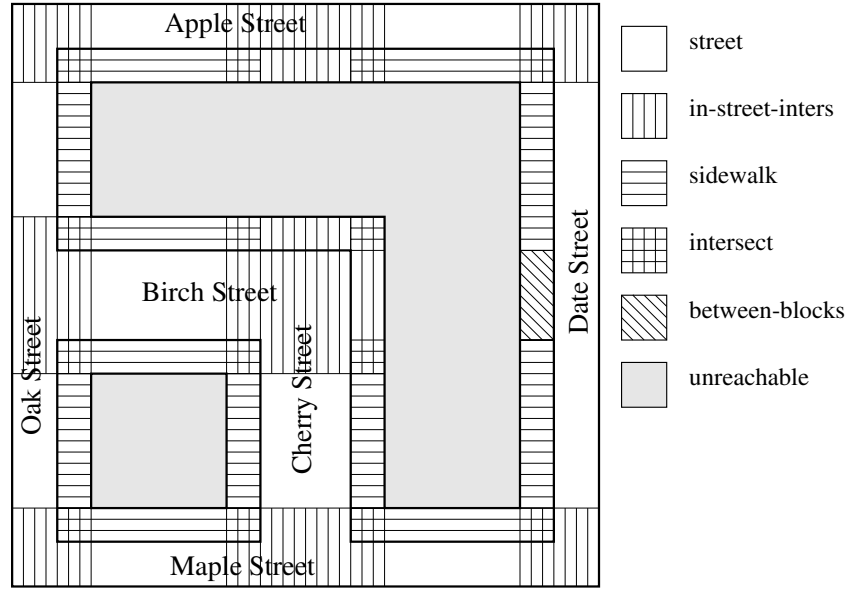 Apple Street
Birch Street
Oak Street
Cherry Street
Date Street
Maple Street
street
in-street-inters
sidewalk
intersect
between-blocks
unreachable